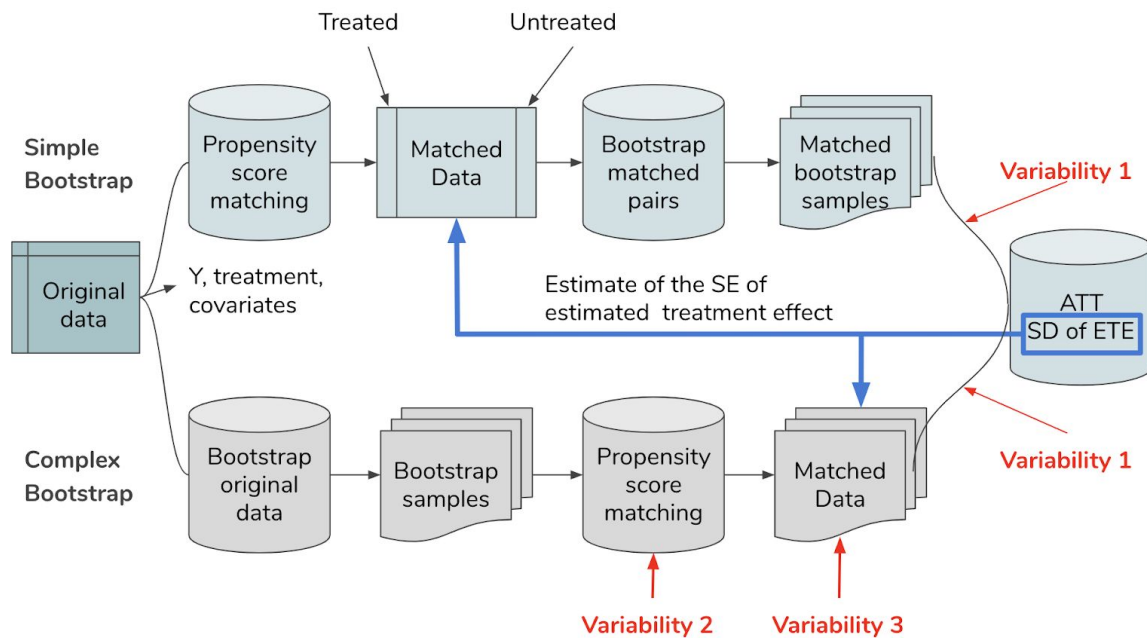 Treated
Untreated
Simple
Bootstrap
Propensity
score
matching
Matched
Data
Bootstrap
matched
pairs
Matched
bootstrap
samples
Variability 1
Original
data
Y, treatment,
covariates
Estimate of the SE of
estimated treatment effect
ATT
SD of ETE
Complex
Bootstrap
Bootstrap
original
data
Bootstrap
samples
Propensity
score
matching
Matched
Data
Variability 1
Variability 2
Variability 3